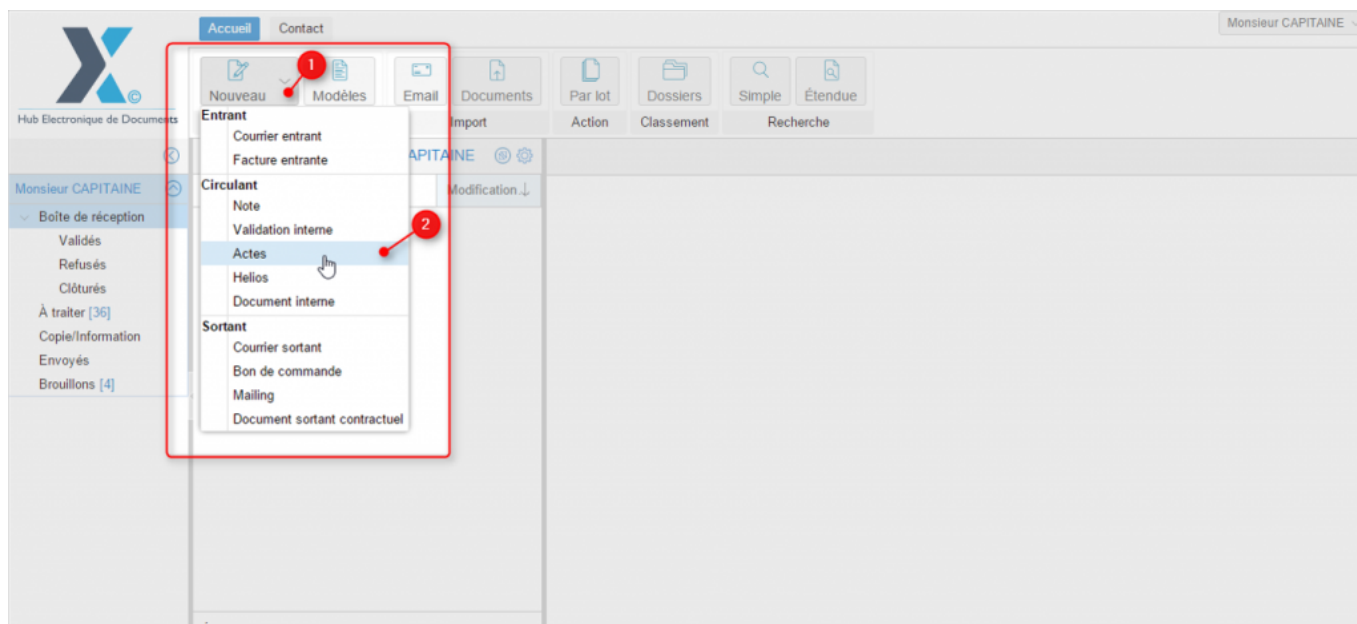 Accueil Contact Monsieur CAPITAINE
1
Nouveau Modèles Email Documents Par lot Dossiers Simple Étendue
Hub Electronique de Documents
Import Action Classement Recherche
Entrant
Courrier entrant
Facture entrante
APITAINE
Monsieur CAPITAINE
Modification
Circulant
Note
Validation interne
2
Actes
Helios
Document interne
Sortant
Courrier sortant
Bon de commande
Mailing
Document sortant contractuel
Boîte de réception
Validés
Refusés
Clôturés
À traiter [36]
Copie/Information
Envoyés
Brouillons [4]